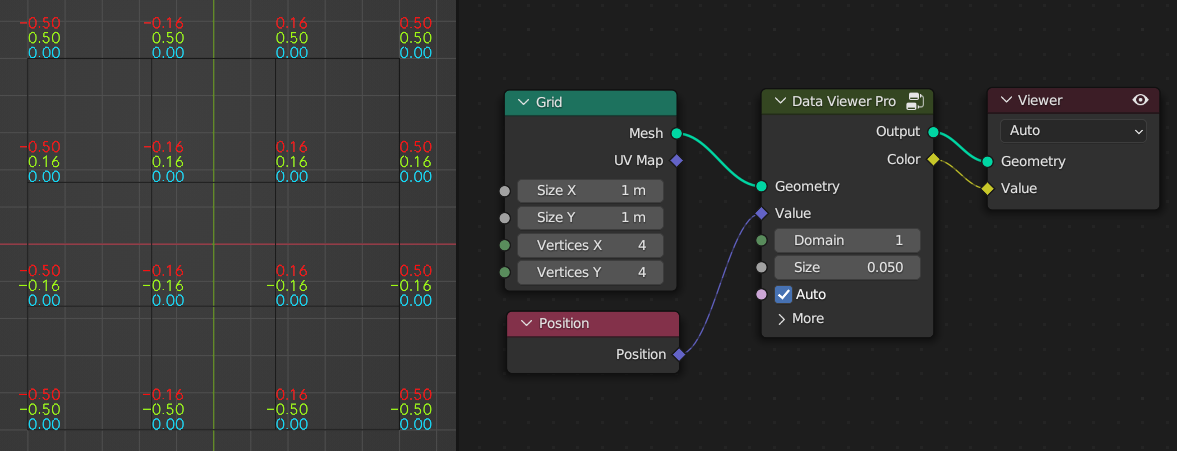 -0.50 -0.16 0.16 0.50
0.50 0.50 0.50 0.50
0.00 0.00 0.00 0.00
-0.50 -0.16 0.16 0.50
0.16 0.16 0.16 0.16
0.00 0.00 0.00 0.00
-0.50 -0.16 0.16 0.50
-0.16 -0.16 -0.16 -0.16
0.00 0.00 0.00 0.00
-0.50 -0.16 0.16 0.50
-0.50 -0.50 -0.50 -0.50
0.00 0.00 0.00 0.00
Grid
Mesh
UV Map
Size X 1 m
Size Y 1 m
Vertices X 4
Vertices Y 4
Position
Position
Data Viewer Pro
Output
Color
Geometry
Value
Domain 1
Size 0.050
Auto
More
Viewer
Auto
Geometry
Value